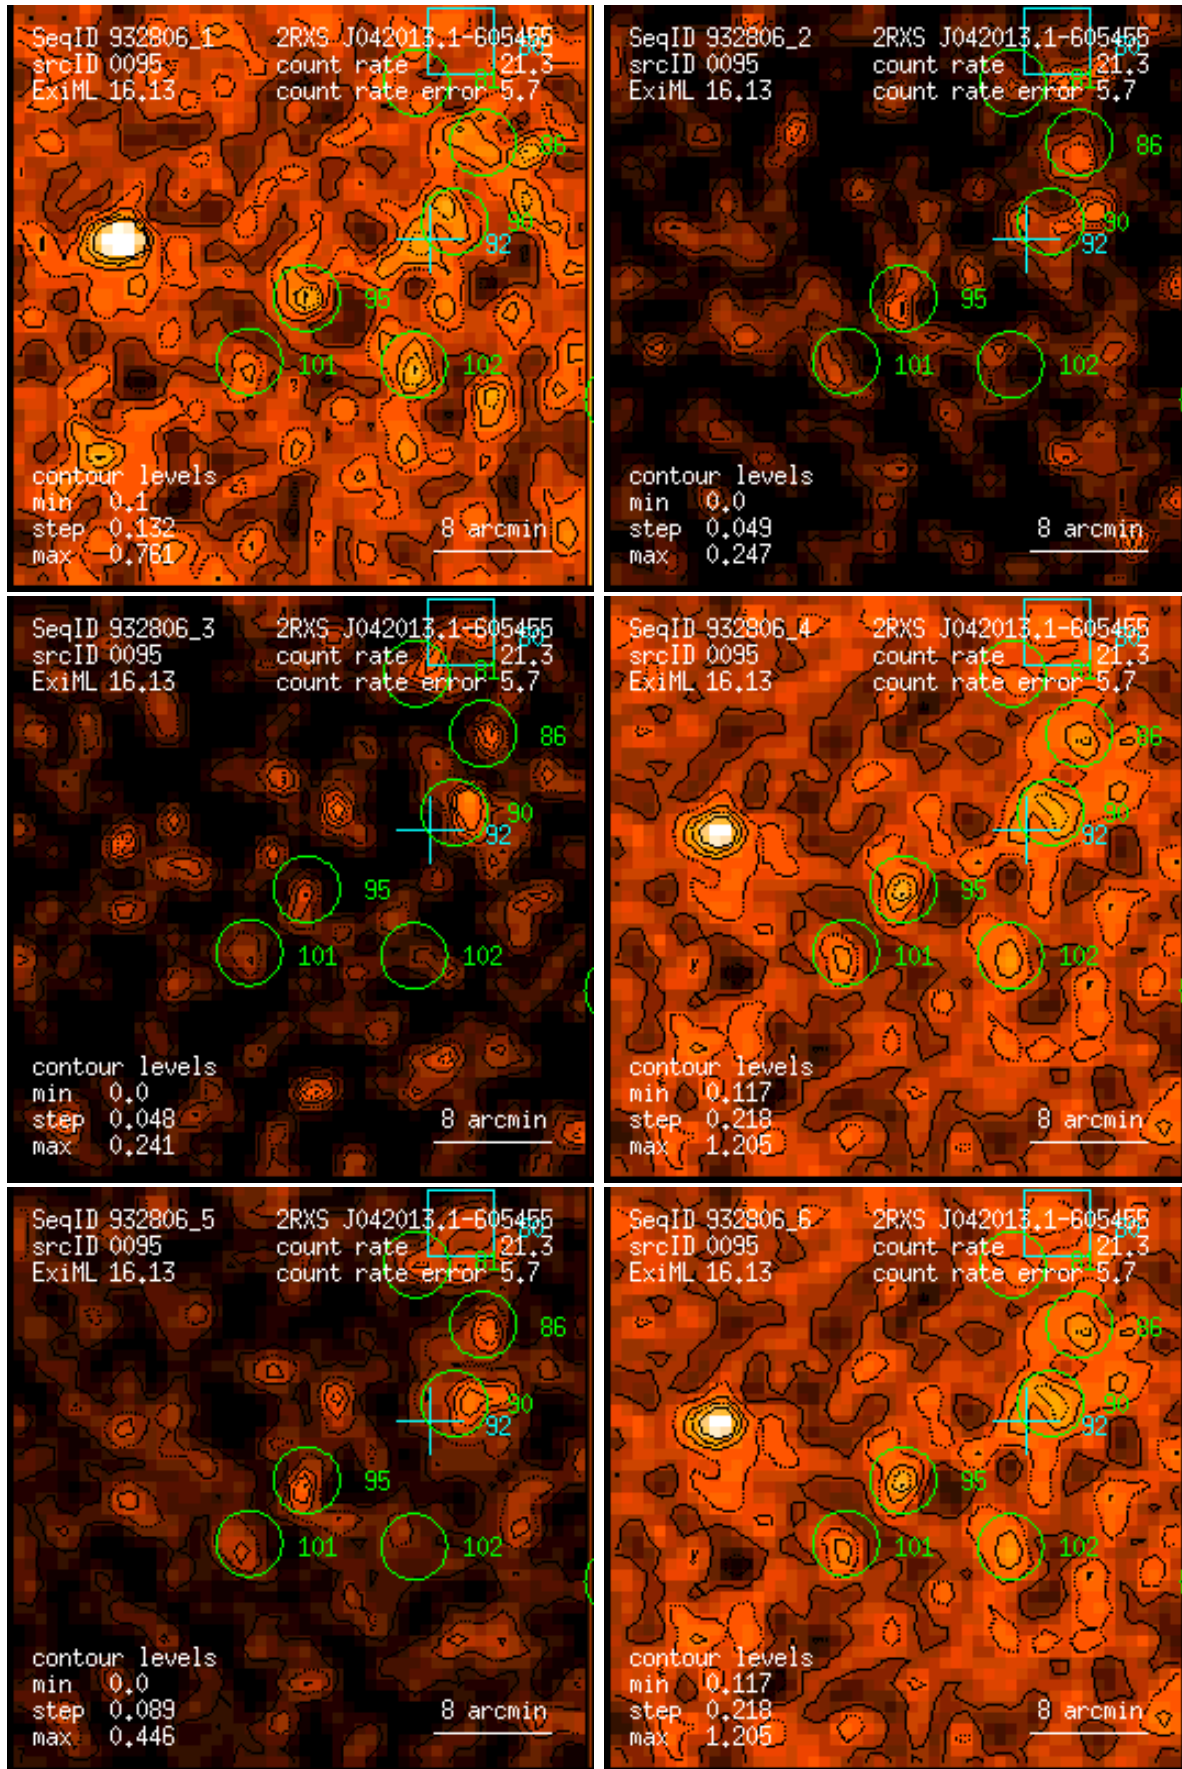 SeqID 932806_1 2RXS J042013.1-605455
srcID 0095 count rate 21.3
ExiML 16.13 count rate error 5.7
81
86
90
92
95
101
102
contour levels
min 0.1
step 0.132
max 0.761
8 arcmin
SeqID 932806_2 2RXS J042013.1-605455
srcID 0095 count rate 21.3
ExiML 16.13 count rate error 5.7
81
86
90
92
95
101
102
contour levels
min 0.0
step 0.049
max 0.247
8 arcmin
SeqID 932806_3 2RXS J042013.1-605455
srcID 0095 count rate 21.3
ExiML 16.13 count rate error 5.7
81
86
90
92
95
101
102
contour levels
min 0.0
step 0.048
max 0.241
8 arcmin
SeqID 932806_4 2RXS J042013.1-605455
srcID 0095 count rate 21.3
ExiML 16.13 count rate error 5.7
81
86
90
92
95
101
102
contour levels
min 0.117
step 0.218
max 1.205
8 arcmin
SeqID 932806_5 2RXS J042013.1-605455
srcID 0095 count rate 21.3
ExiML 16.13 count rate error 5.7
81
86
90
92
95
101
102
contour levels
min 0.0
step 0.089
max 0.446
8 arcmin
SeqID 932806_6 2RXS J042013.1-605455
srcID 0095 count rate 21.3
ExiML 16.13 count rate error 5.7
81
86
90
92
95
101
102
contour levels
min 0.117
step 0.218
max 1.205
8 arcmin